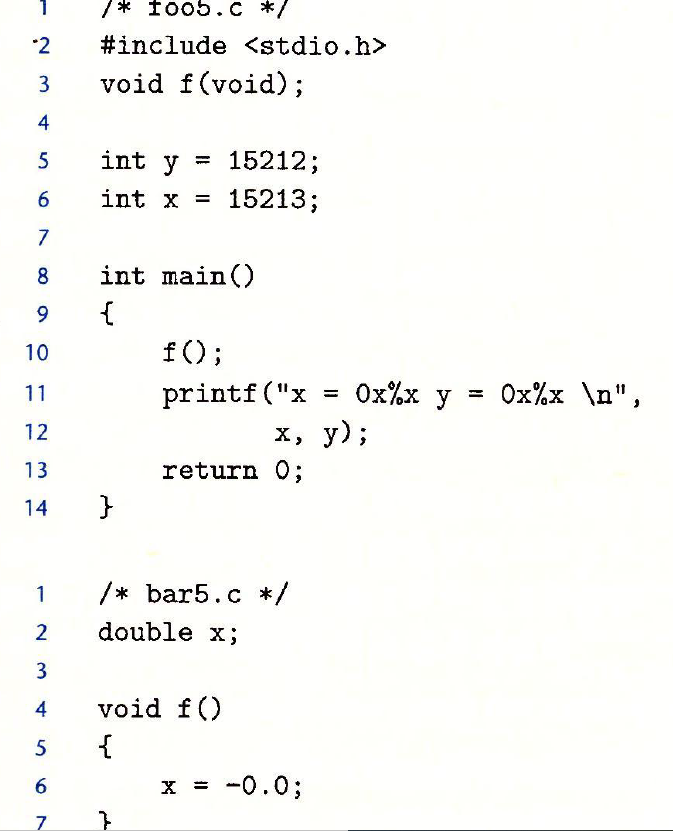 1 /* foo5.c */
2 #include <stdio.h>
3 void f(void);
4
5 int y = 15212;
6 int x = 15213;
7
8 int main()
9 {
10 f();
11 printf("x = 0x%x y = 0x%x \n",
12 x, y);
13 return 0;
14 }
1 /* bar5.c */
2 double x;
3
4 void f()
5 {
6 x = -0.0;
7 }